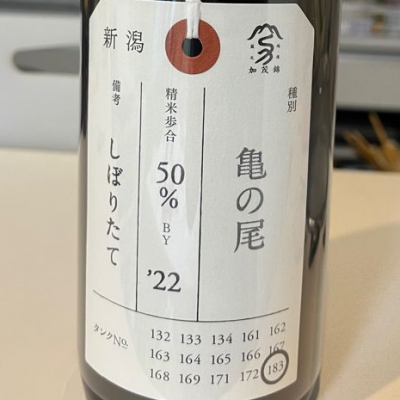 新潟
加茂錦
種別
亀の尾
精米歩合
50%
BY
'22
備考
しぼりたて
タンクNo.
132 133 134 161 162
163 164 165 166 167
168 169 171 172 183